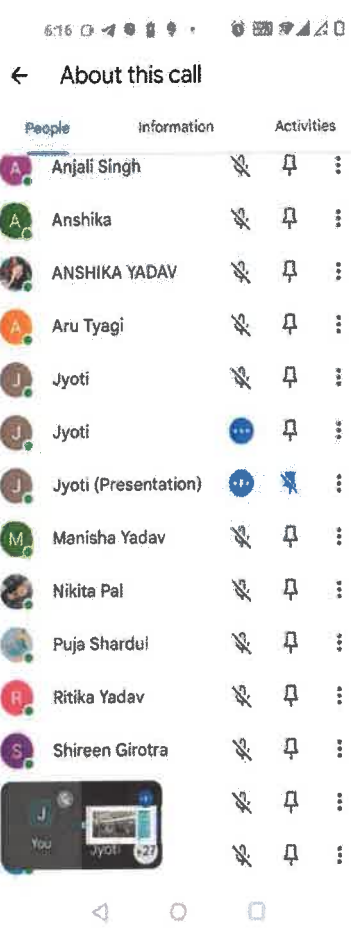 6:16
About this call
People Information Activities
A Anjali Singh
A Anshika
ANSHIKA YADAV
A Aru Tyagi
J Jyoti
J Jyoti
J Jyoti (Presentation)
M Manisha Yadav
Nikita Pal
Puja Shardul
R Ritika Yadav
S Shireen Girotra
J
You Jyoti +27